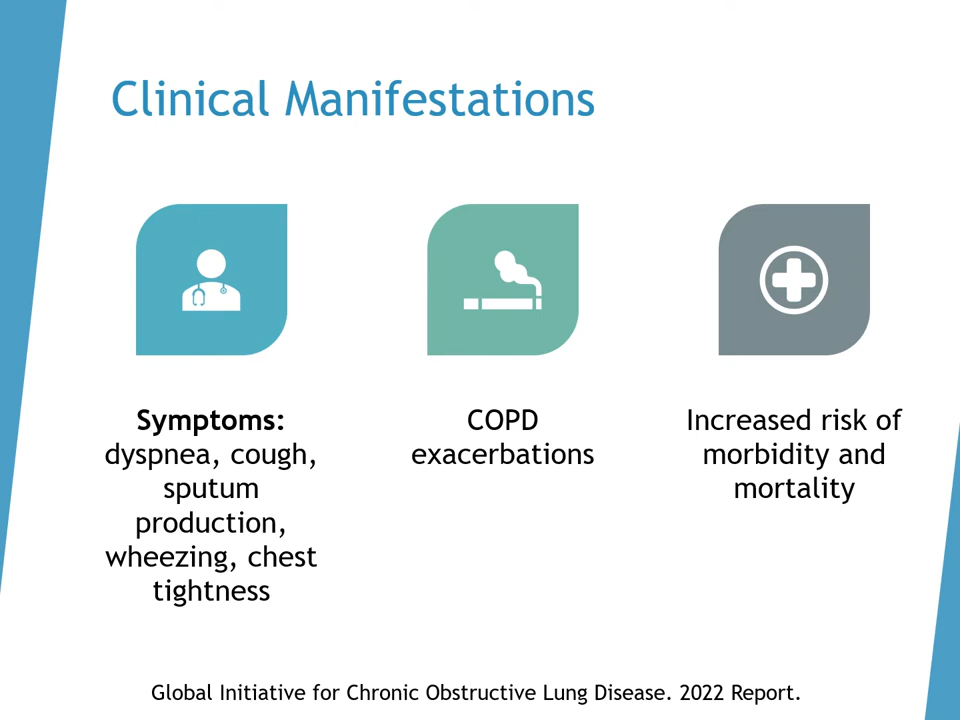 Clinical Manifestations
Symptoms:
dyspnea, cough,
sputum
production,
wheezing, chest
tightness
COPD
exacerbations
Increased risk of
morbidity and
mortality
Global Initiative for Chronic Obstructive Lung Disease. 2022 Report.